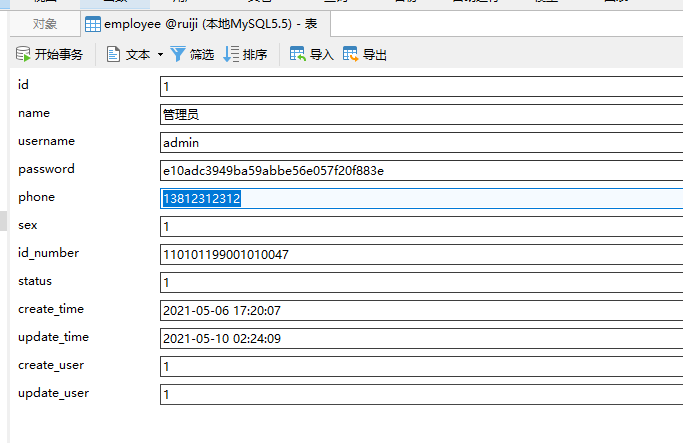 对象 employee @ruiji (本地MySQL5.5) - 表
开始事务 文本 筛选 排序 导入 导出
id 1
name 管理员
username admin
password e10adc3949ba59abbe56e057f20f883e
phone 13812312312
sex 1
id_number 110101199001010047
status 1
create_time 2021-05-06 17:20:07
update_time 2021-05-10 02:24:09
create_user 1
update_user 1